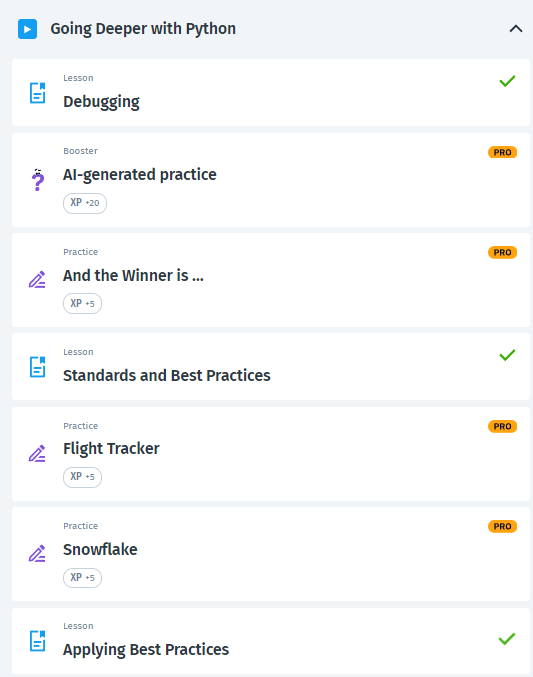 Going Deeper with Python
Lesson
Debugging
Booster
PRO
AI-generated practice
XP +20
Practice
PRO
And the Winner is ...
XP +5
Lesson
Standards and Best Practices
Practice
PRO
Flight Tracker
XP +5
Practice
PRO
Snowflake
XP +5
Lesson
Applying Best Practices